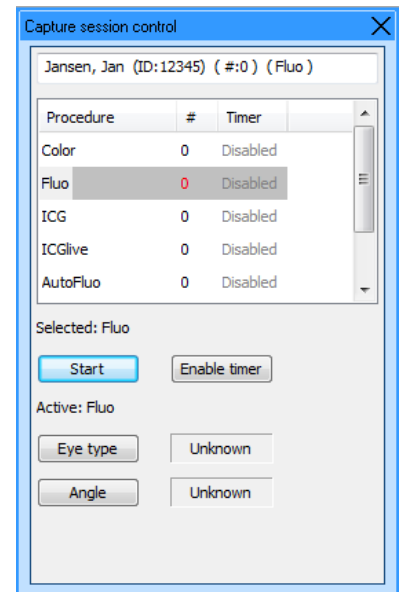 Capture session control
Jansen, Jan (ID:12345) ( #:0 ) ( Fluo )
Procedure # Timer
Color 0 Disabled
Fluo 0 Disabled
ICG 0 Disabled
ICGlive 0 Disabled
AutoFluo 0 Disabled
Selected: Fluo
Start Enable timer
Active: Fluo
Eye type Unknown
Angle Unknown